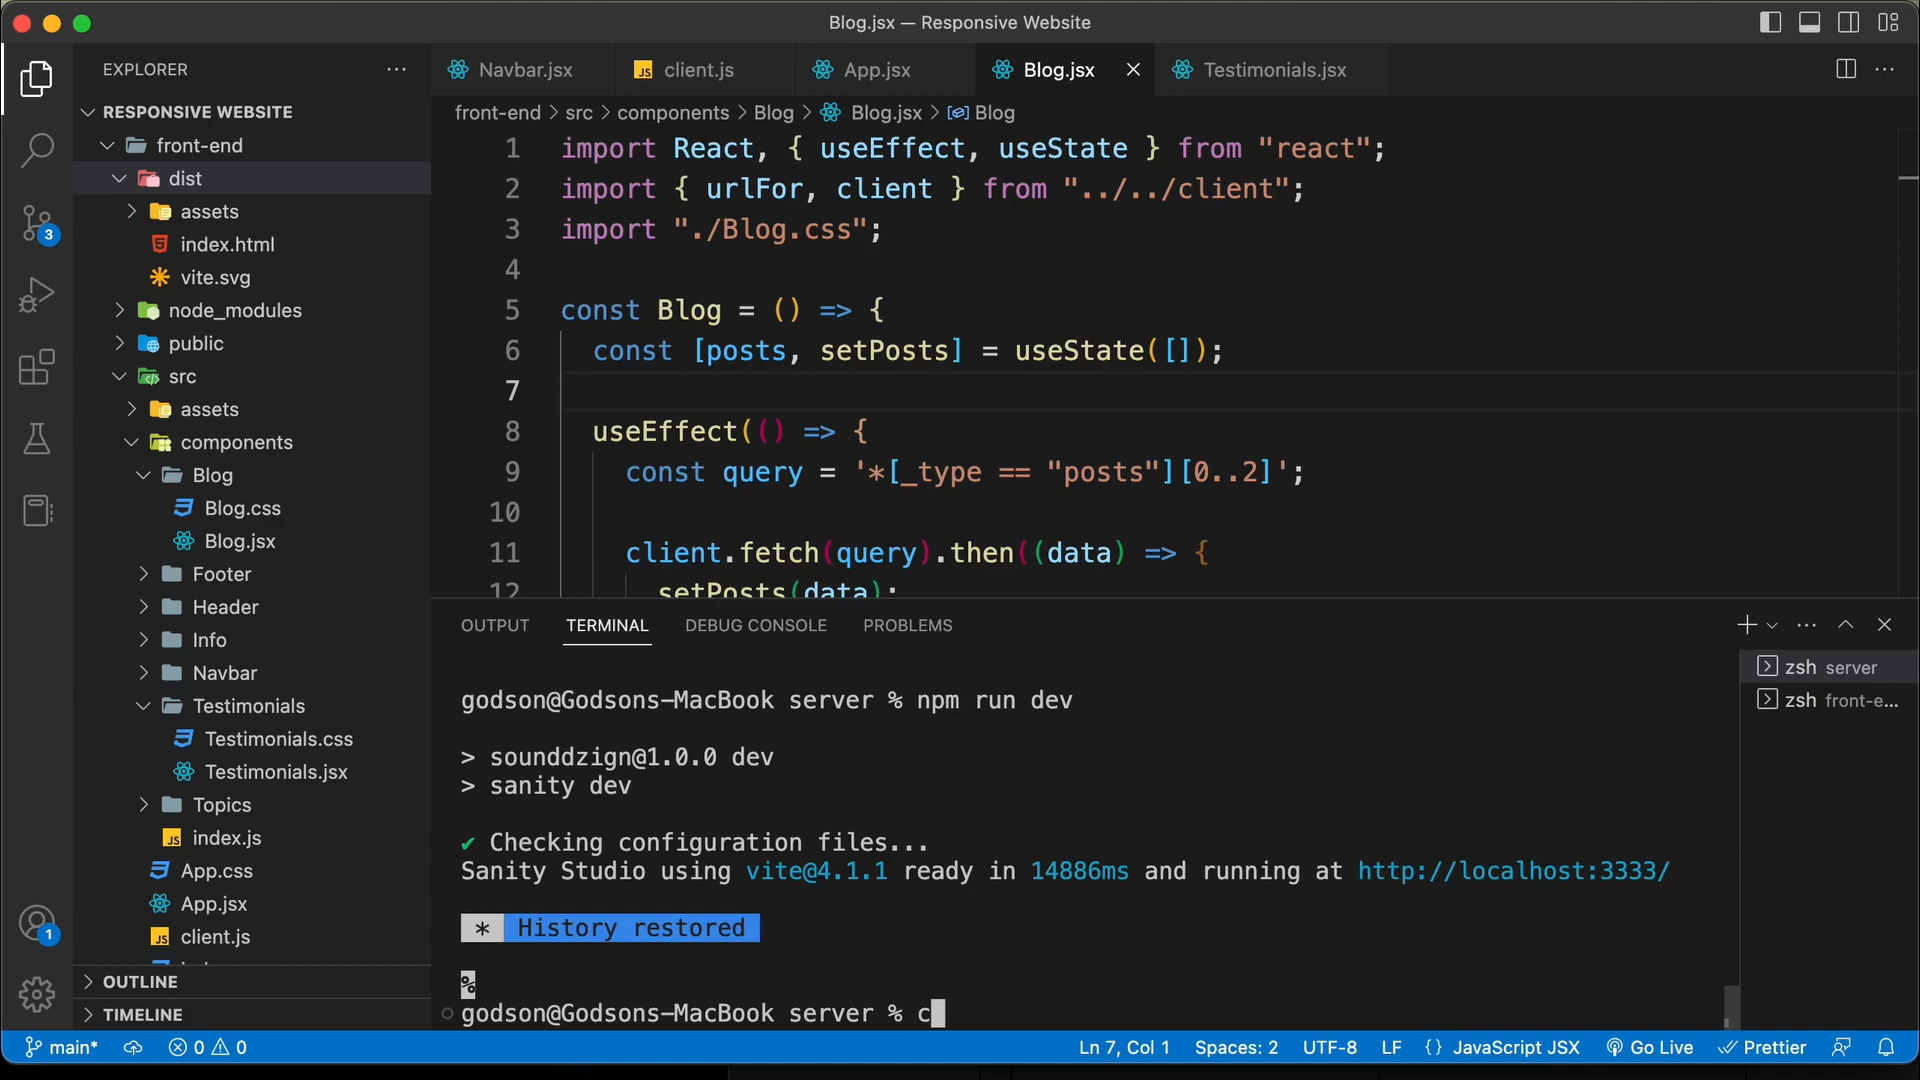 Blog.jsx — Responsive Website
EXPLORER
Navbar.jsx
client.js
App.jsx
Blog.jsx
Testimonials.jsx
RESPONSIVE WEBSITE
front-end
dist
assets
index.html
vite.svg
node_modules
public
src
assets
components
Blog
Blog.css
Blog.jsx
Footer
Header
Info
Navbar
Testimonials
Testimonials.css
Testimonials.jsx
Topics
index.js
App.css
App.jsx
client.js
OUTLINE
TIMELINE
3
1
front-end > src > components > Blog > Blog.jsx > Blog
1 import React, { useEffect, useState } from "react";
2 import { urlFor, client } from "../../client";
3 import "./Blog.css";
4
5 const Blog = () => {
6 const [posts, setPosts] = useState([]);
7
8 useEffect(() => {
9 const query = '*[_type == "posts"][0..2]';
10
11 client.fetch(query).then((data) => {
12 setPosts(data);
OUTPUT TERMINAL DEBUG CONSOLE PROBLEMS
zsh server
zsh front-e...
godson@Godsons-MacBook server % npm run dev
> sounddzign@1.0.0 dev
> sanity dev
✔ Checking configuration files...
Sanity Studio using vite@4.1.1 ready in 14886ms and running at http://localhost:3333/
* History restored
%
godson@Godsons-MacBook server % c
main* 0 0 Ln 7, Col 1 Spaces: 2 UTF-8 LF {} JavaScript JSX Go Live Prettier